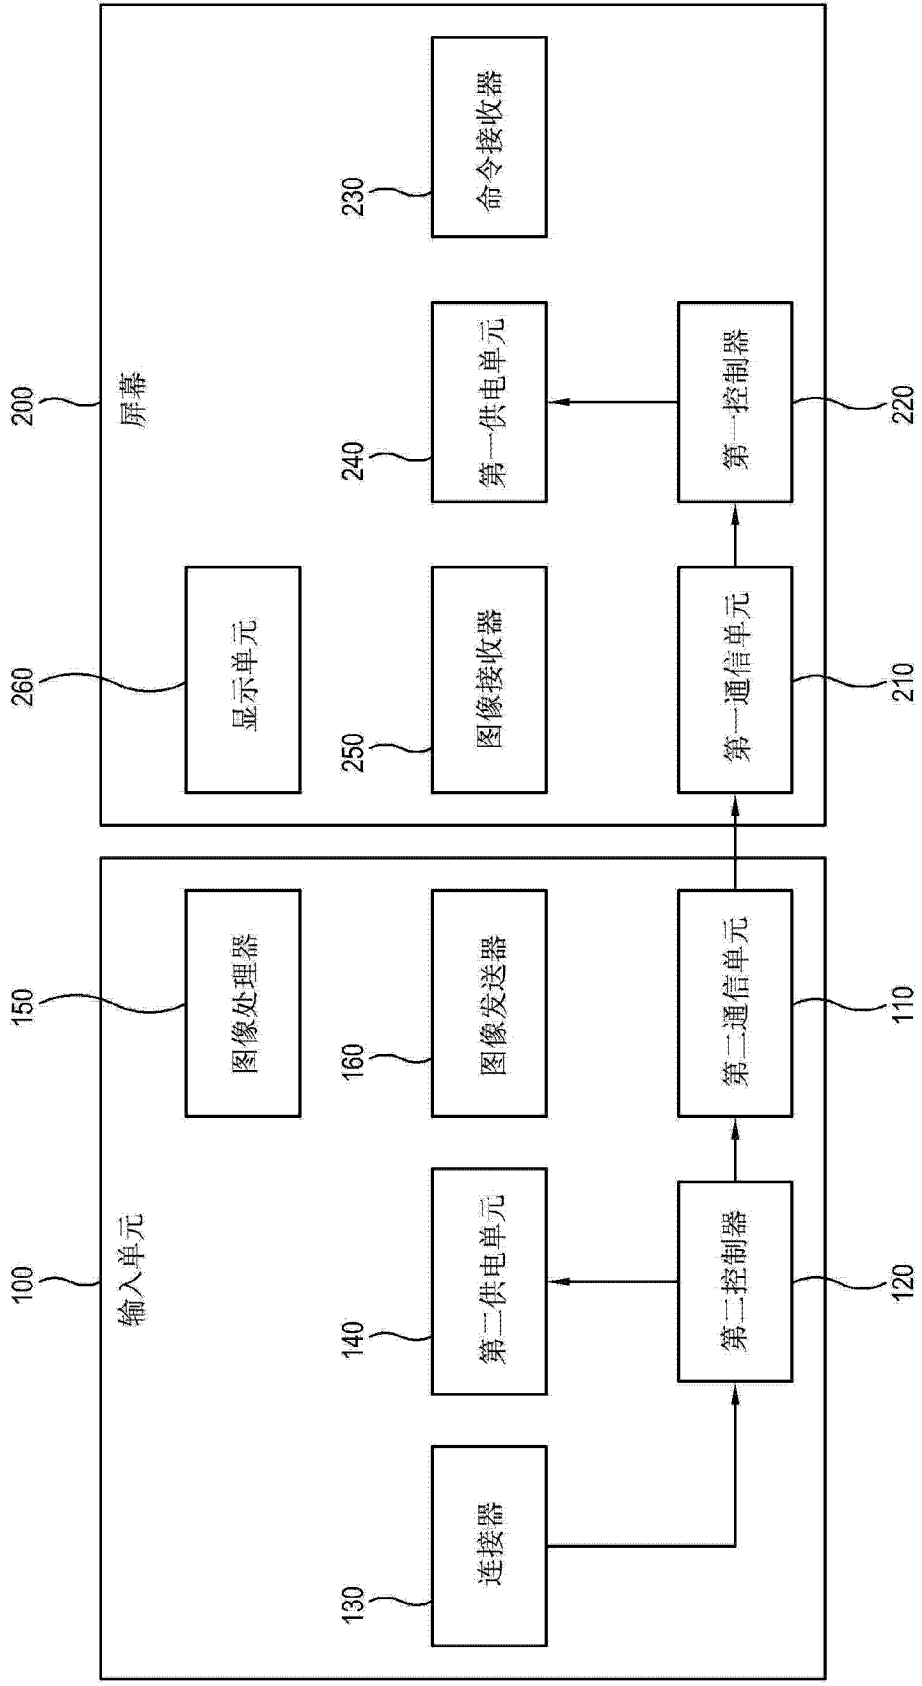 100
输入单元
150
图像处理器
130
连接器
140
第二供电单元
160
图像发送器
第二控制器
120
第二通信单元
110
200
屏幕
260
显示单元
250
图像接收器
240
第一供电单元
230
命令接收器
第一通信单元
210
第一控制器
220